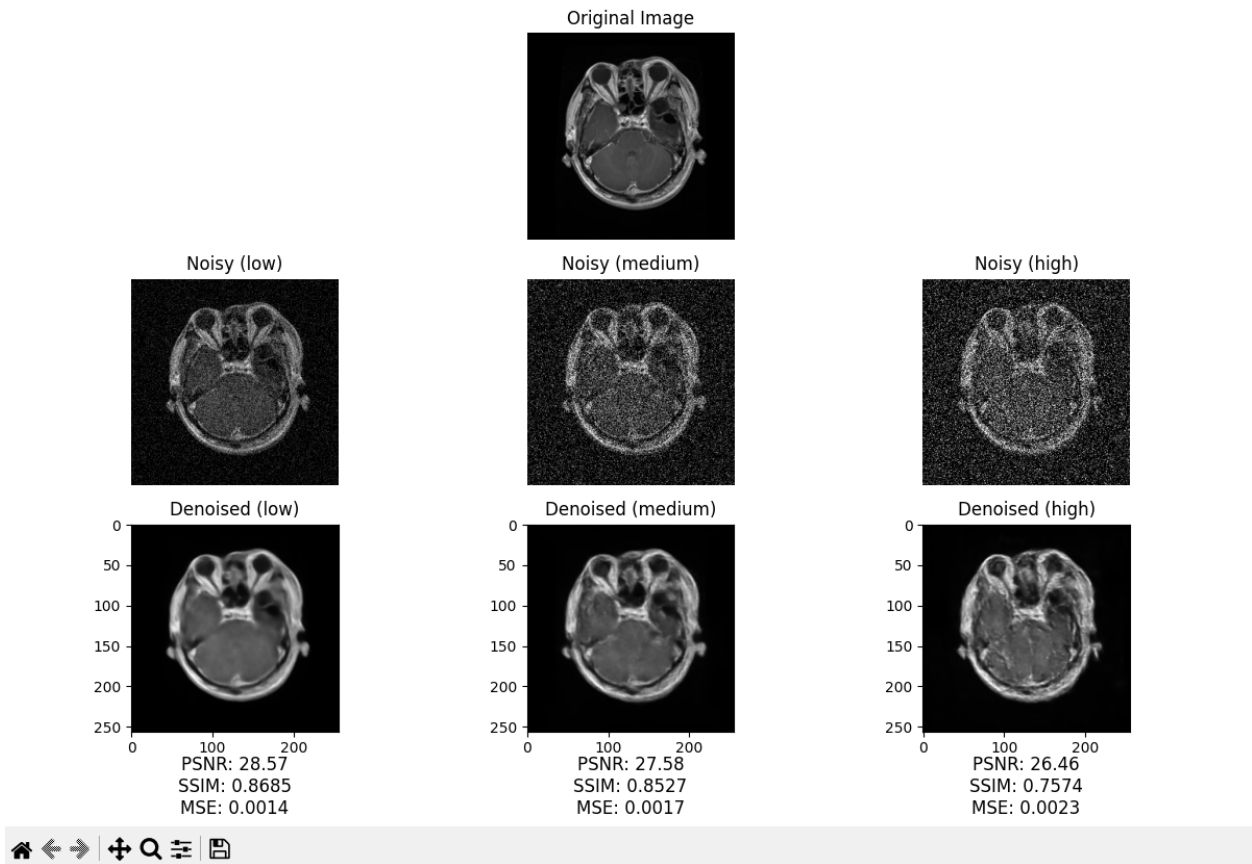 Original Image
Noisy (low)
Noisy (medium)
Noisy (high)
Denoised (low)
Denoised (medium)
Denoised (high)
0
50
100
150
200
250
0 100 200
0
50
100
150
200
250
0 100 200
0
50
100
150
200
250
0 100 200
PSNR: 28.57
SSIM: 0.8685
MSE: 0.0014
PSNR: 27.58
SSIM: 0.8527
MSE: 0.0017
PSNR: 26.46
SSIM: 0.7574
MSE: 0.0023